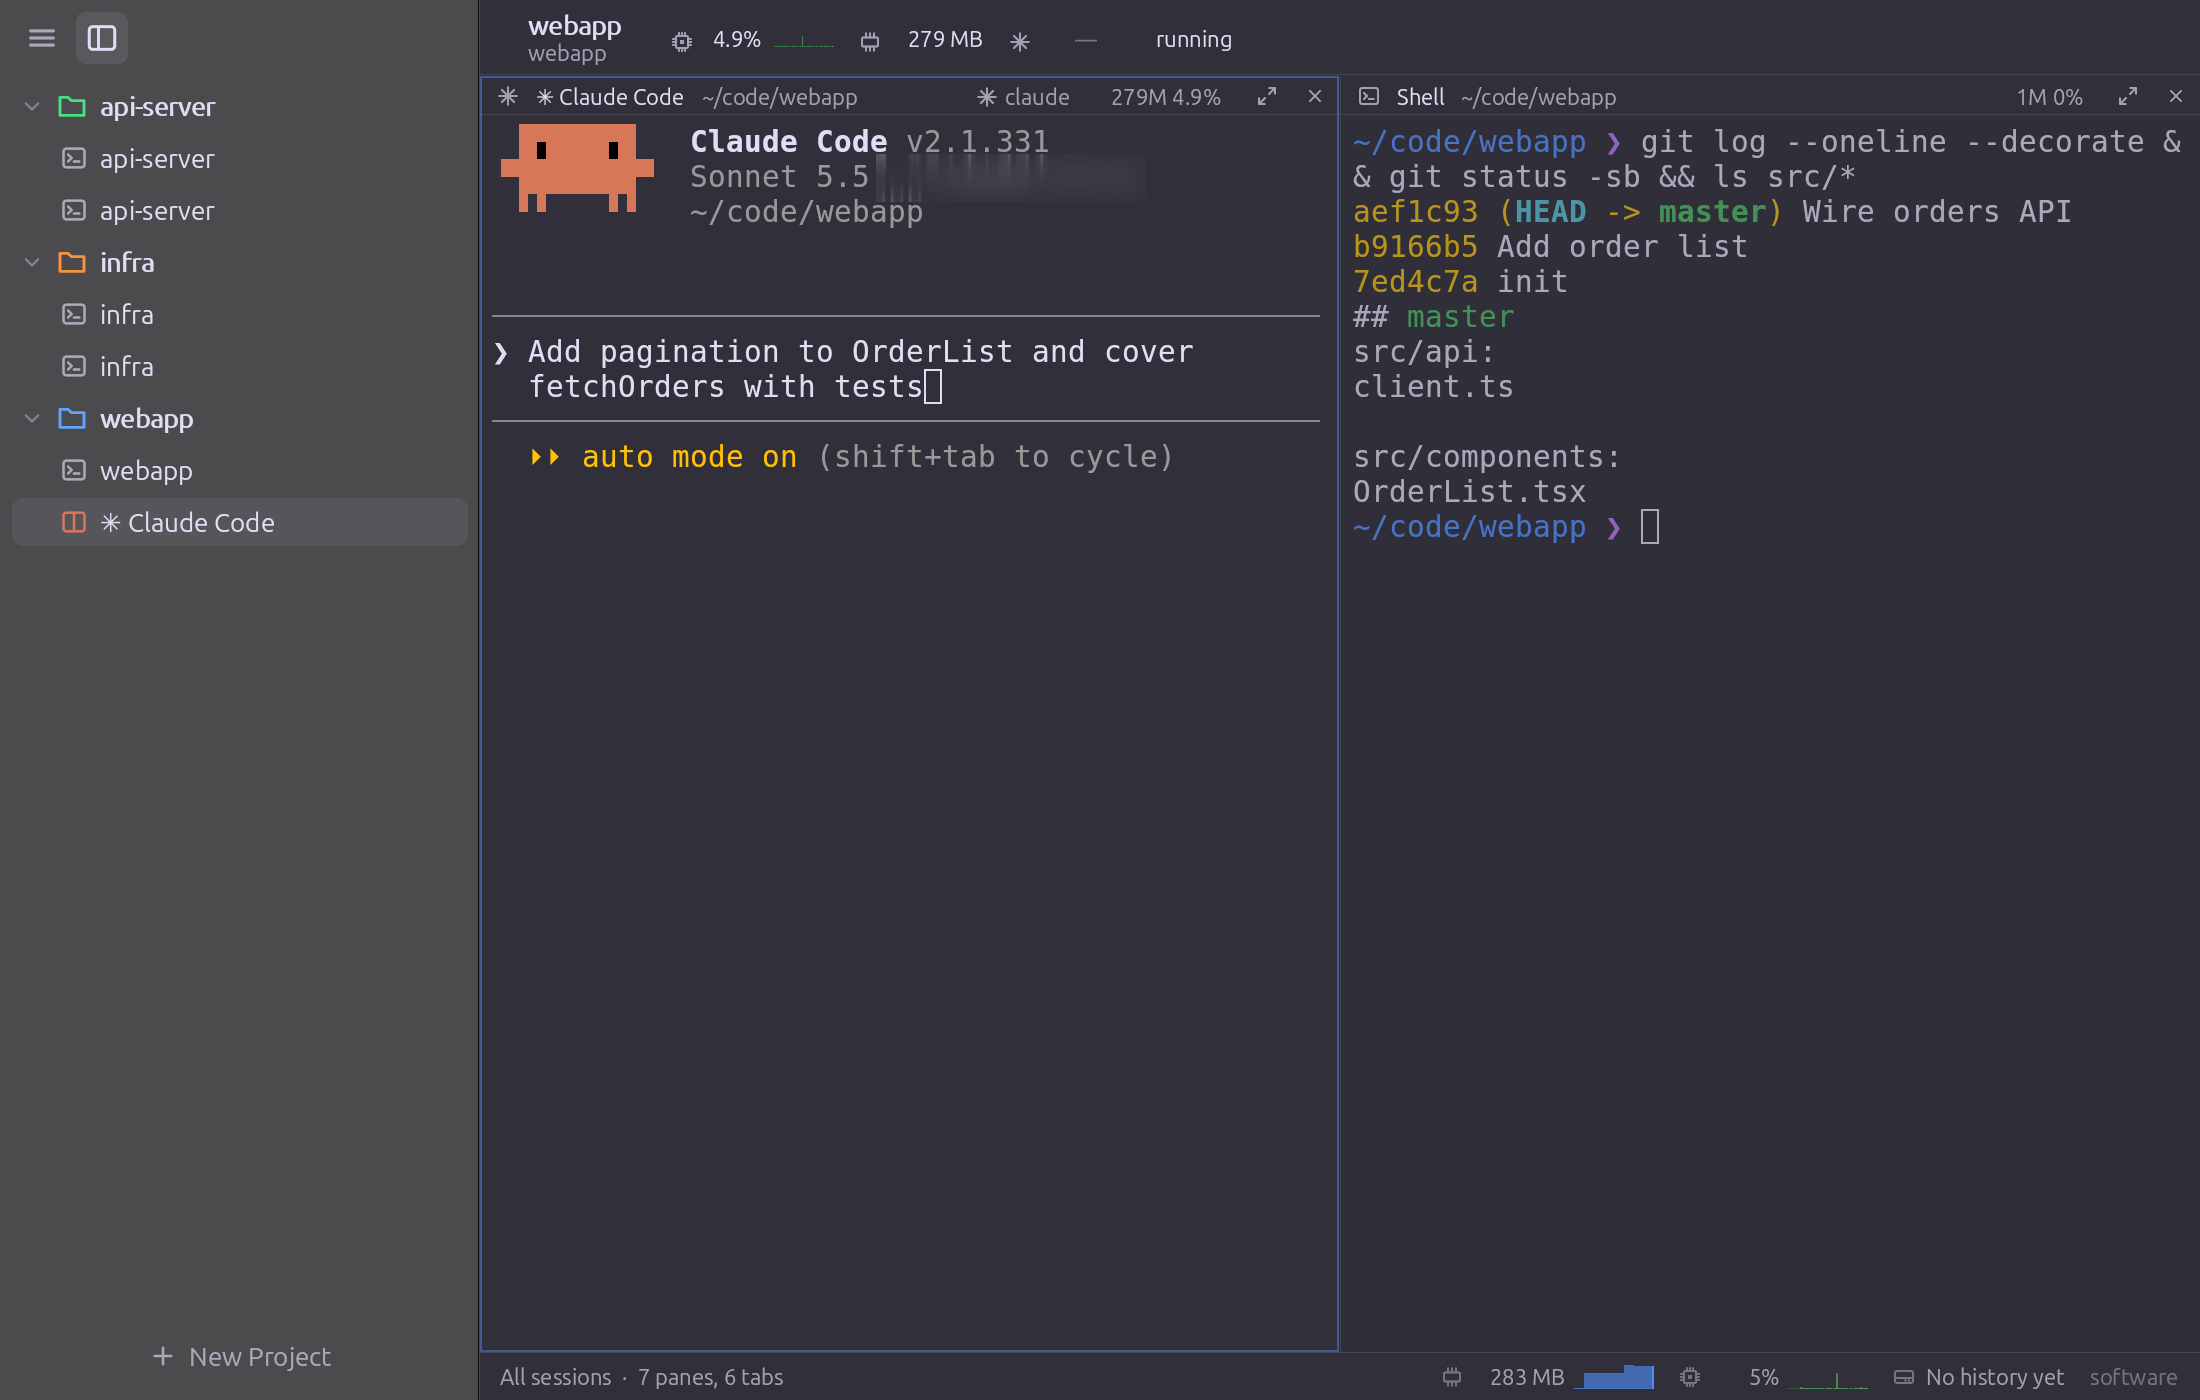 api-server
api-server
api-server
infra
infra
infra
webapp
webapp
✳ Claude Code
+ New Project
webapp
webapp
4.9%
279 MB
—
running
✳ Claude Code ~/code/webapp
claude
279M 4.9%
Claude Code v2.1.331
Sonnet 5.5
~/code/webapp
❯ Add pagination to OrderList and cover
fetchOrders with tests
⏵⏵ auto mode on (shift+tab to cycle)
Shell ~/code/webapp
1M 0%
~/code/webapp ❯ git log --oneline --decorate &
& git status -sb && ls src/*
aef1c93 (HEAD -> master) Wire orders API
b9166b5 Add order list
7ed4c7a init
## master
src/api:
client.ts
src/components:
OrderList.tsx
~/code/webapp ❯
All sessions · 7 panes, 6 tabs
283 MB
5%
No history yet
software